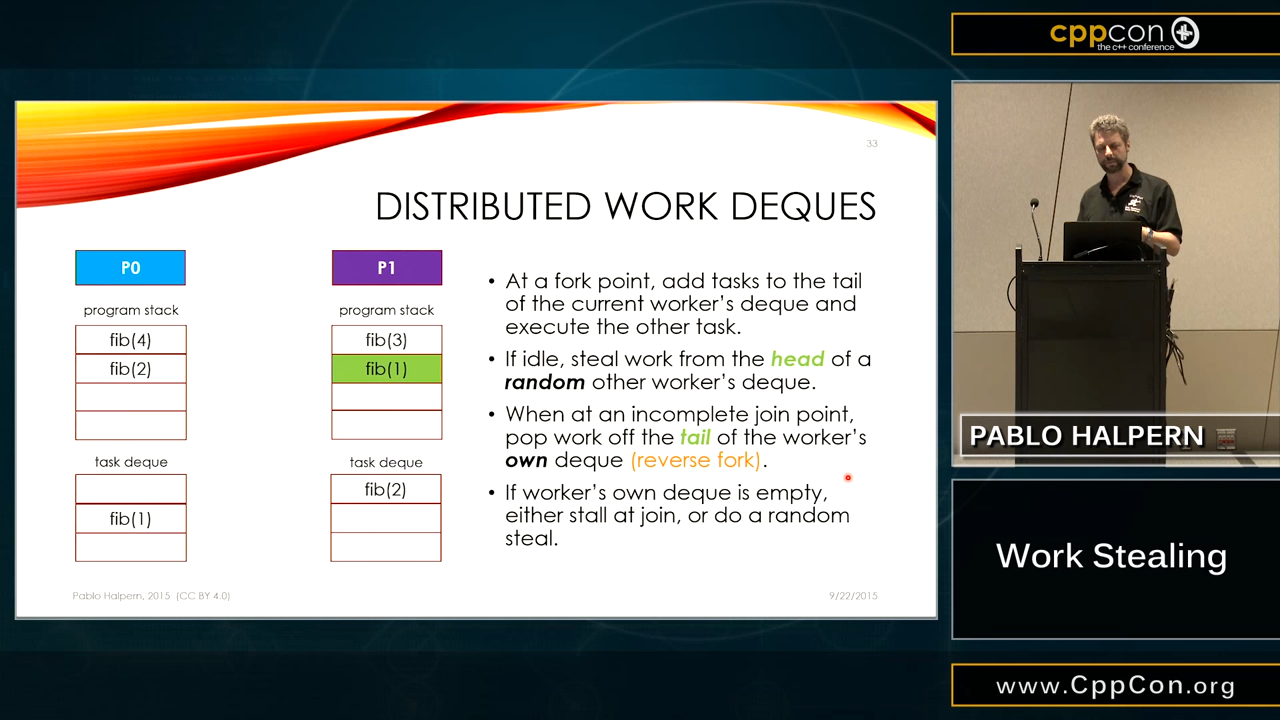 cppcon
the c++ conference
33
DISTRIBUTED WORK DEQUES
P0
program stack
fib(4)
fib(2)
task deque
fib(1)
P1
program stack
fib(3)
fib(1)
task deque
fib(2)
• At a fork point, add tasks to the tail
of the current worker's deque and
execute the other task.
• If idle, steal work from the head of a
random other worker's deque.
• When at an incomplete join point,
pop work off the tail of the worker's
own deque (reverse fork).
• If worker's own deque is empty,
either stall at join, or do a random
steal.
Pablo Halpern, 2015 (CC BY 4.0)
9/22/2015
PABLO HALPERN
Work Stealing
www.CppCon.org